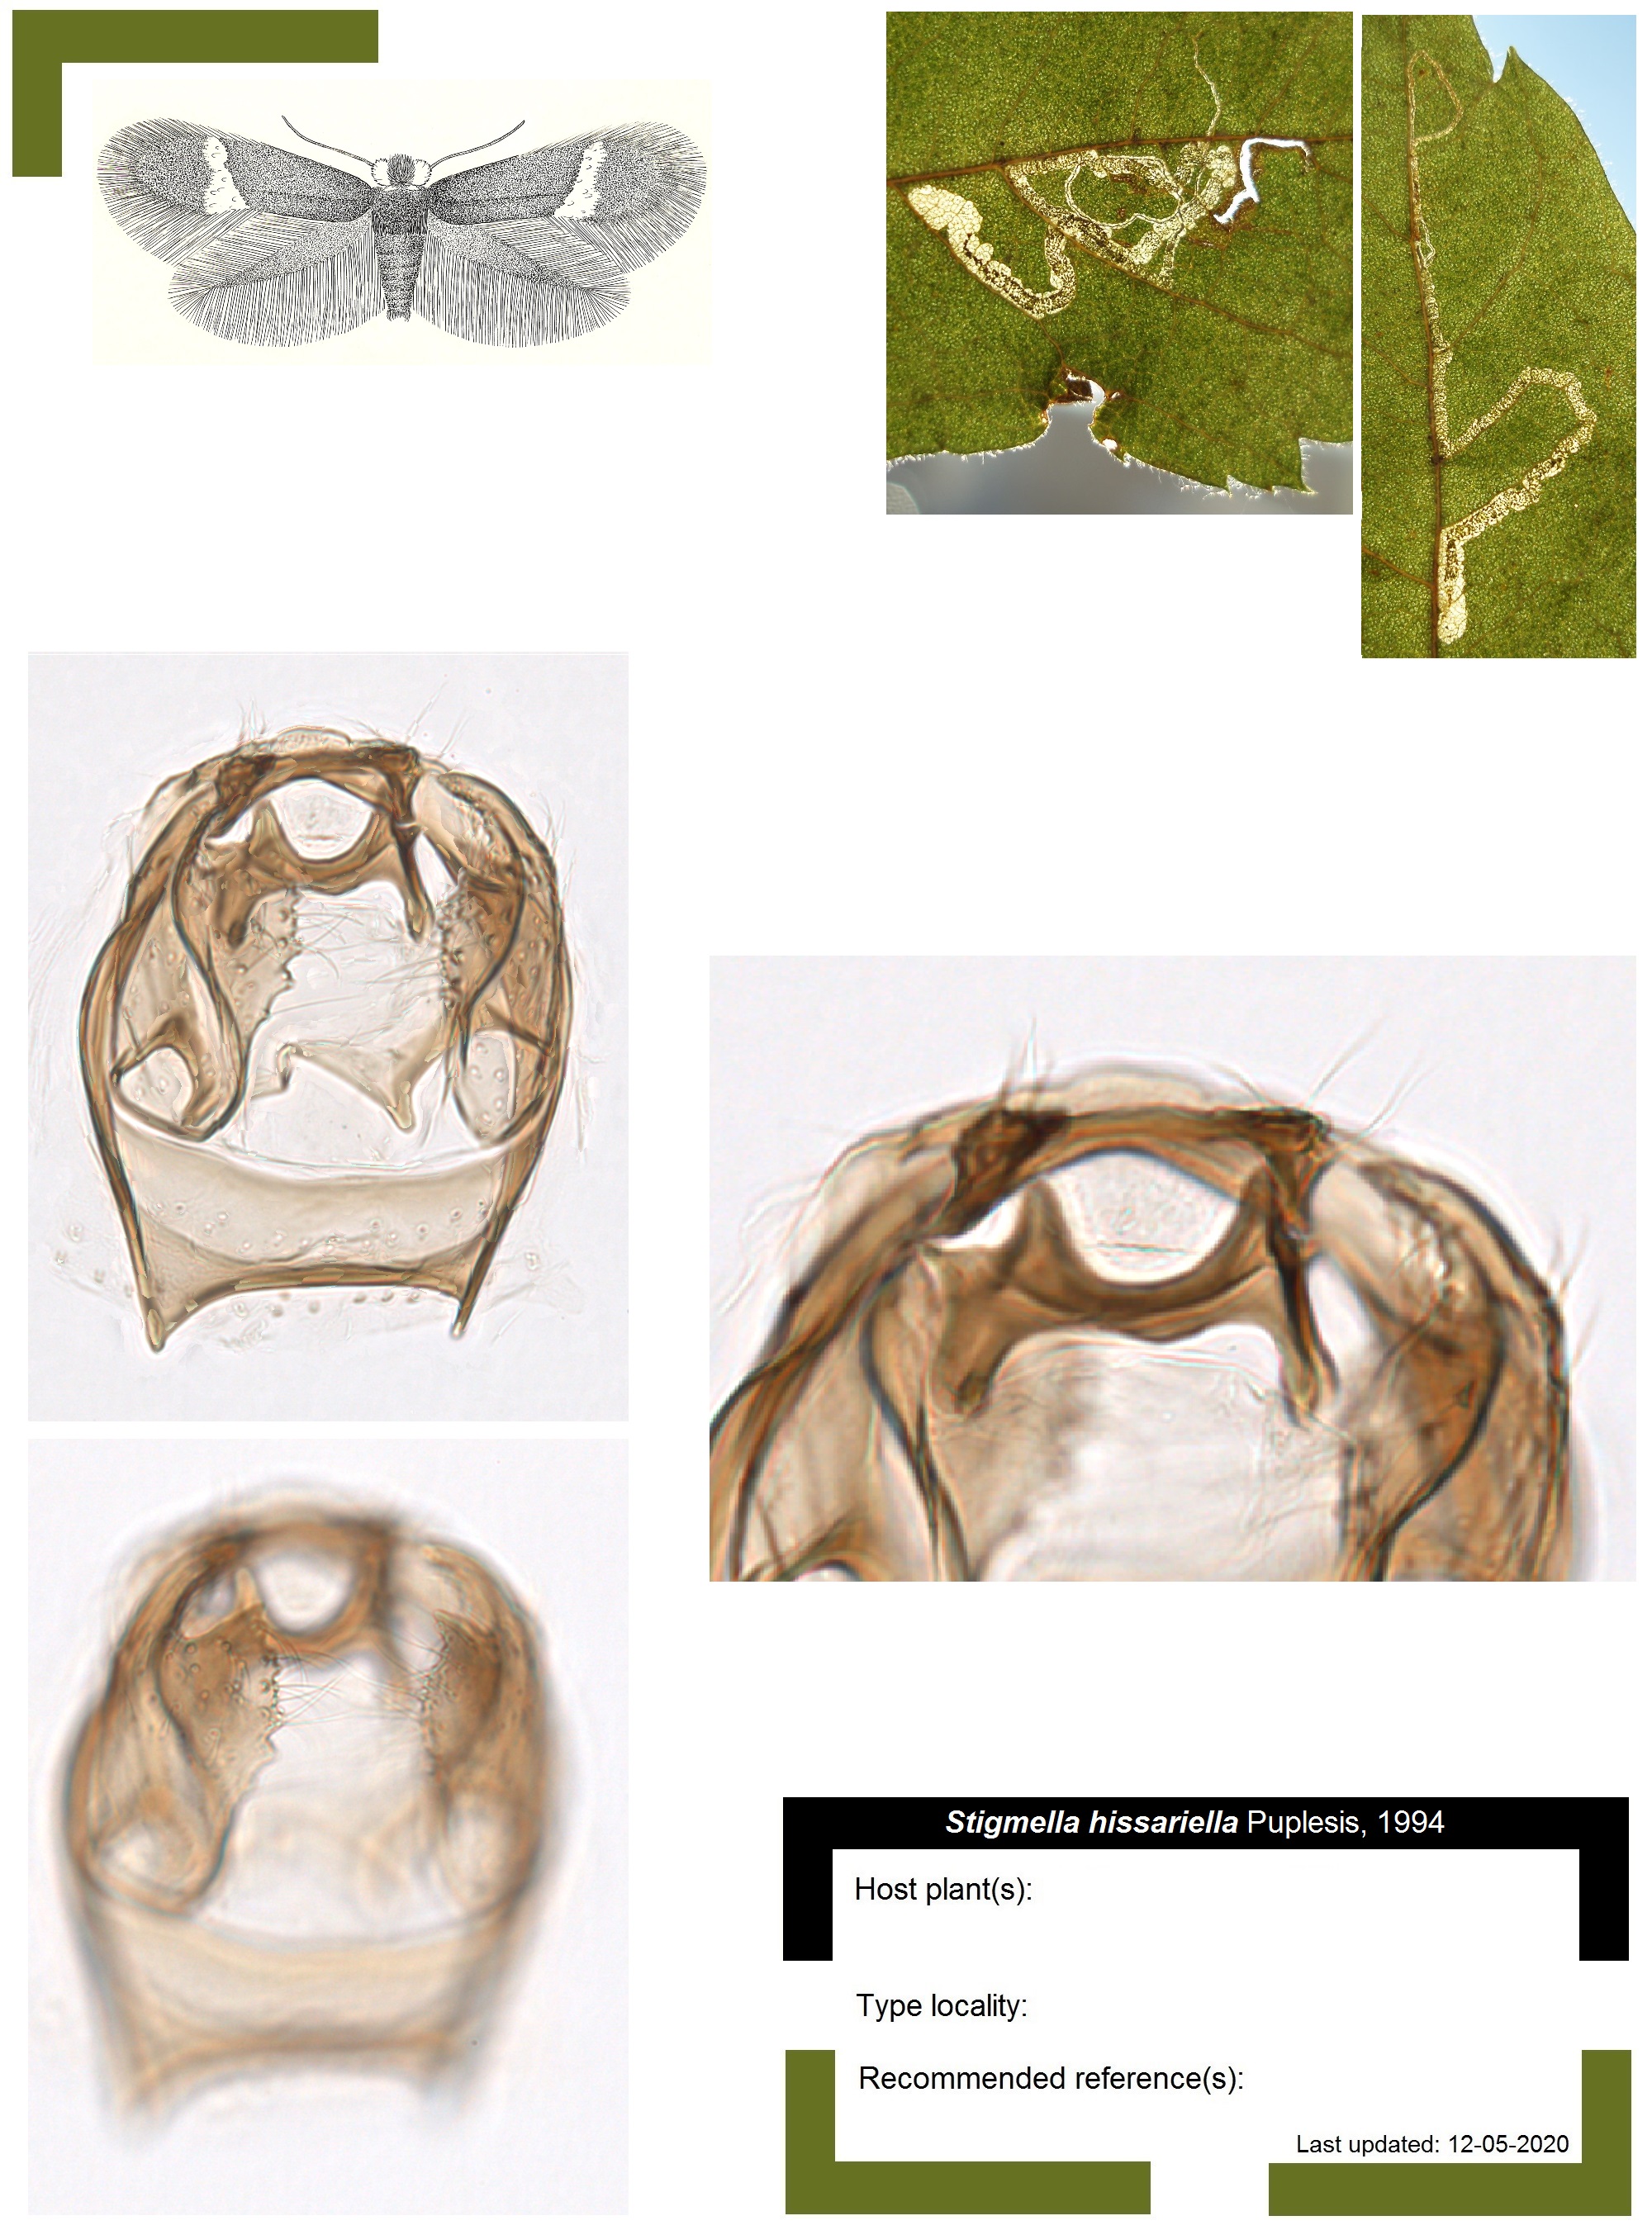 Stigmella hissariella Puplesis, 1994
Host plant(s):
Type locality:
Recommended reference(s):
Last updated: 12-05-2020